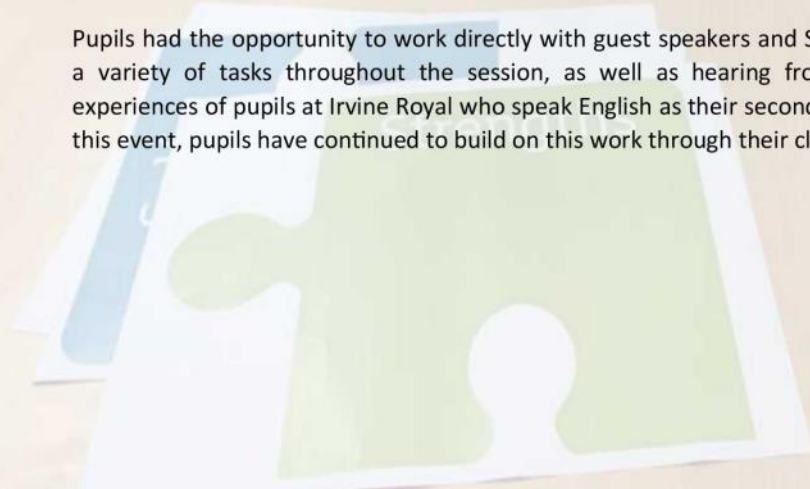 Pupils had the opportunity to work directly with guest speakers and S
a variety of tasks throughout the session, as well as hearing fro
experiences of pupils at Irvine Royal who speak English as their second
this event, pupils have continued to build on this work through their cl
Strengths